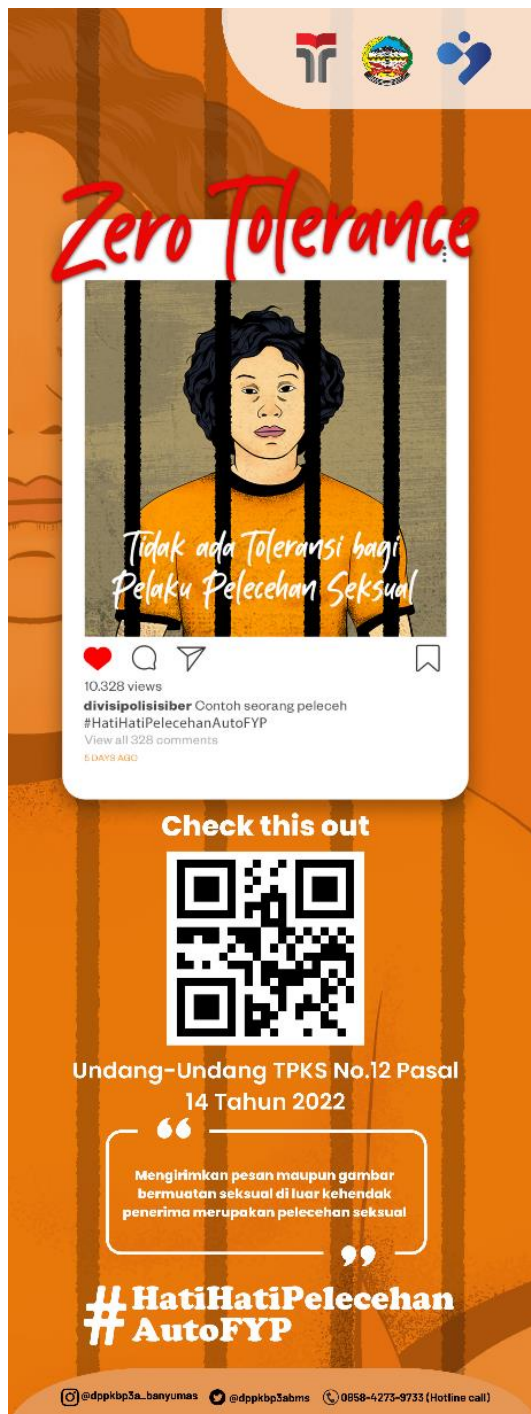 Zero Tolerance
Tidak ada Toleransi bagi
Pelaku Pelecehan Seksual
10.328 views
divisipolisisiber Contoh seorang peleceh
#HatiHatiPelecehanAutoFYP
View all 328 comments
5 DAYS AGO
Check this out
Undang-Undang TPKS No.12 Pasal
14 Tahun 2022
Mengirimkan pesan maupun gambar
bermuatan seksual di luar kehendak
penerima merupakan pelecehan seksual
#HatiHatiPelecehan
AutoFYP
@dppkbp3a_banyumas @dppkbp3abms 0858-4273-9733 (Hotline call)